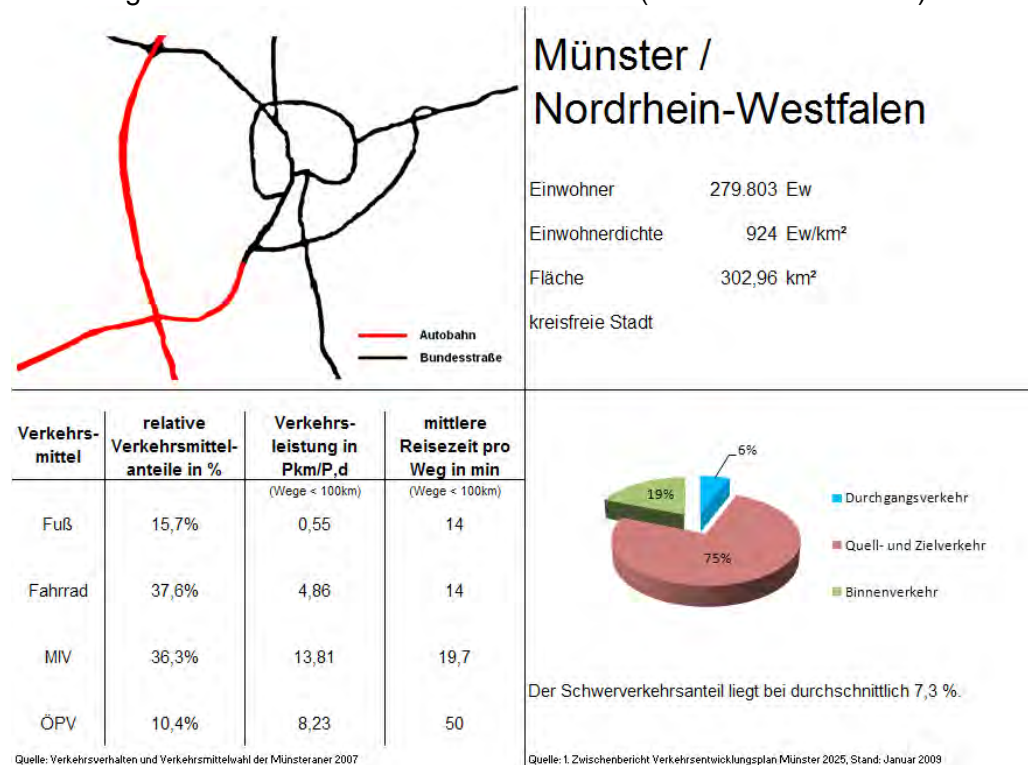 Münster /
Nordrhein-Westfalen
Einwohner 279.803 Ew
Einwohnerdichte 924 Ew/km²
Fläche 302,96 km²
kreisfreie Stadt
Autobahn
Bundesstraße
Verkehrs-
mittel
relative
Verkehrsmittel-
anteile in %
Verkehrs-
leistung in
Pkm/P,d
(Wege < 100km)
mittlere
Reisezeit pro
Weg in min
(Wege < 100km)
Fuß 15,7% 0,55 14
Fahrrad 37,6% 4,86 14
MIV 36,3% 13,81 19,7
ÖPV 10,4% 8,23 50
Quelle: Verkehrsverhalten und Verkehrsmittelwahl der Münsteraner 2007
6%
19%
75%
Durchgangsverkehr
Quell- und Zielverkehr
Binnenverkehr
Der Schwerverkehrsanteil liegt bei durchschnittlich 7,3 %.
Quelle: 1. Zwischenbericht Verkehrsentwicklungsplan Münster 2025, Stand: Januar 2009